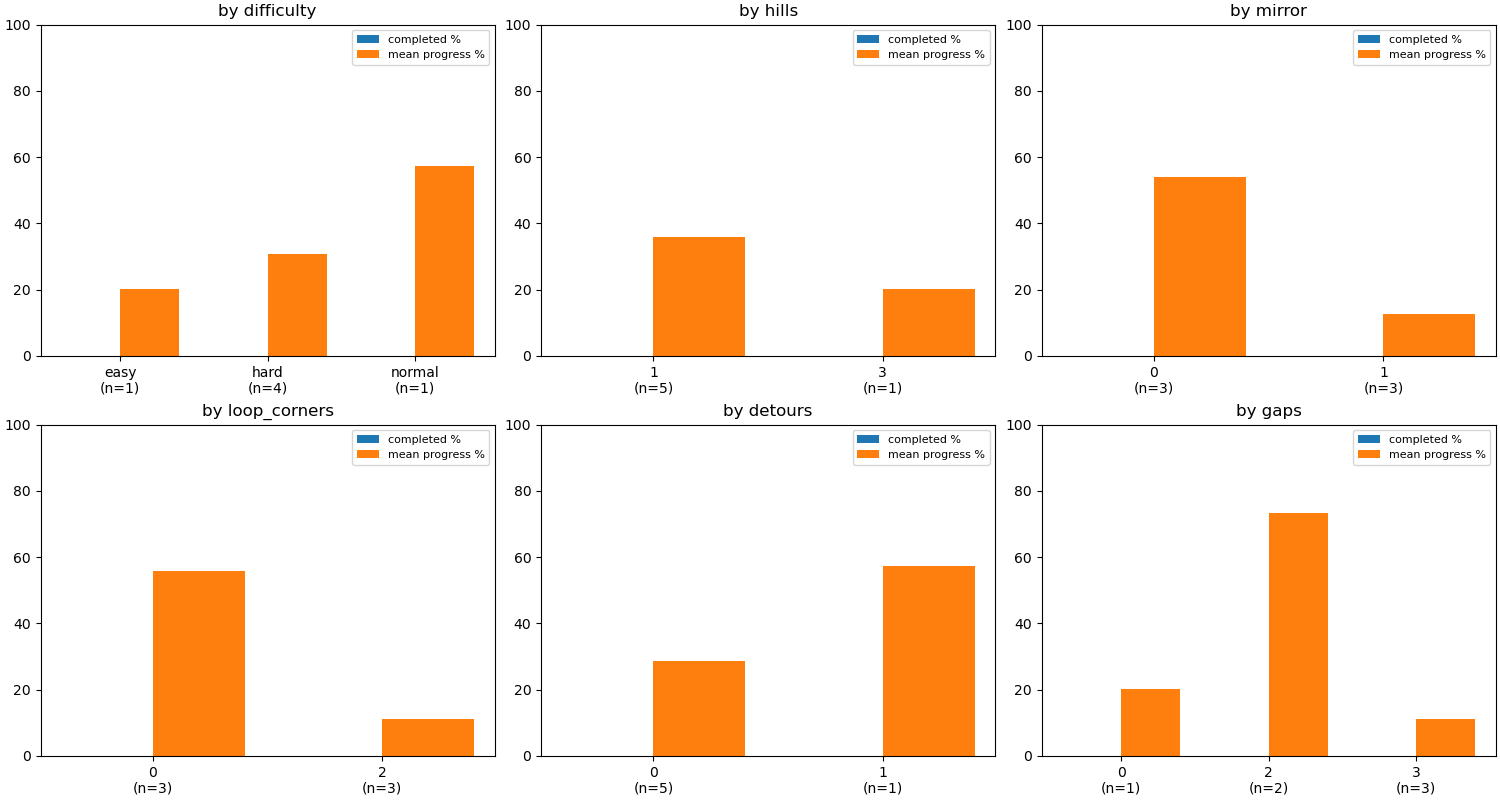 by difficulty
100
80
60
40
20
0
completed %
mean progress %
easy
(n=1)
hard
(n=4)
normal
(n=1)
by hills
100
80
60
40
20
0
completed %
mean progress %
1
(n=5)
3
(n=1)
by mirror
100
80
60
40
20
0
completed %
mean progress %
0
(n=3)
1
(n=3)
by loop_corners
100
80
60
40
20
0
completed %
mean progress %
0
(n=3)
2
(n=3)
by detours
100
80
60
40
20
0
completed %
mean progress %
0
(n=5)
1
(n=1)
by gaps
100
80
60
40
20
0
completed %
mean progress %
0
(n=1)
2
(n=2)
3
(n=3)